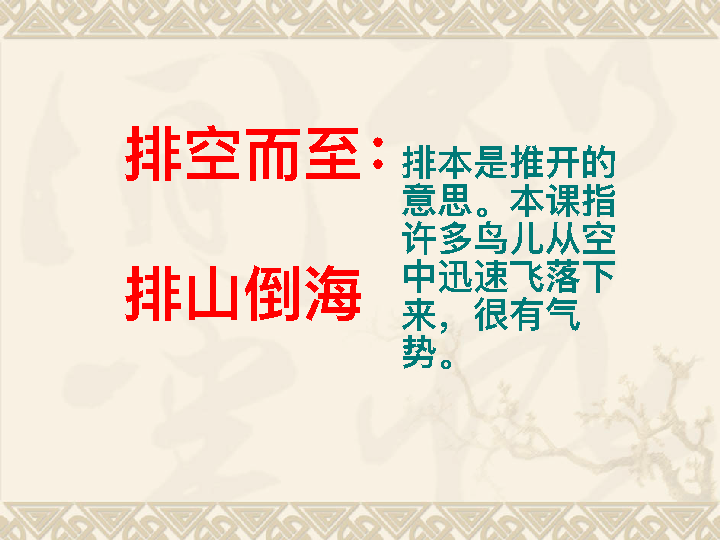 排空而至：
排本是推开的
意思。本课指
许多鸟儿从空
中迅速飞落下
来，很有气
势。
排山倒海